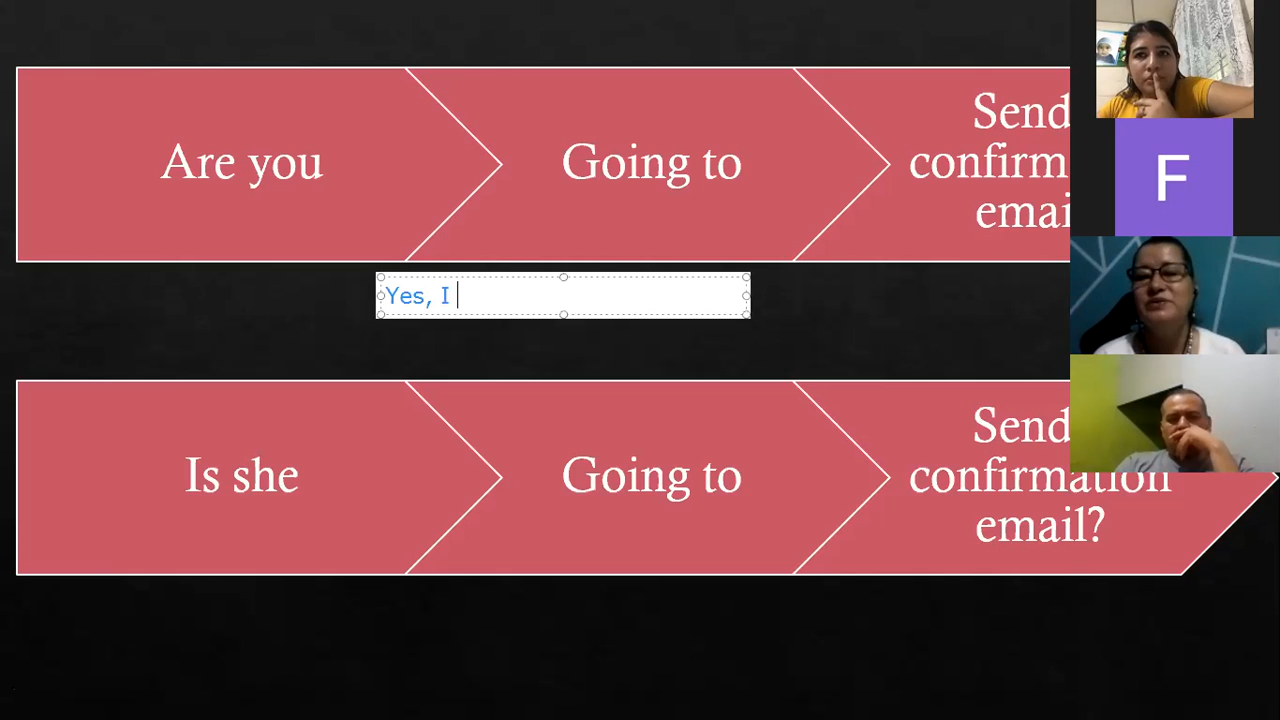 Are you
Going to
Send
confirm
emai
F
Yes, I
Is she
Going to
Send
confirmation
email?